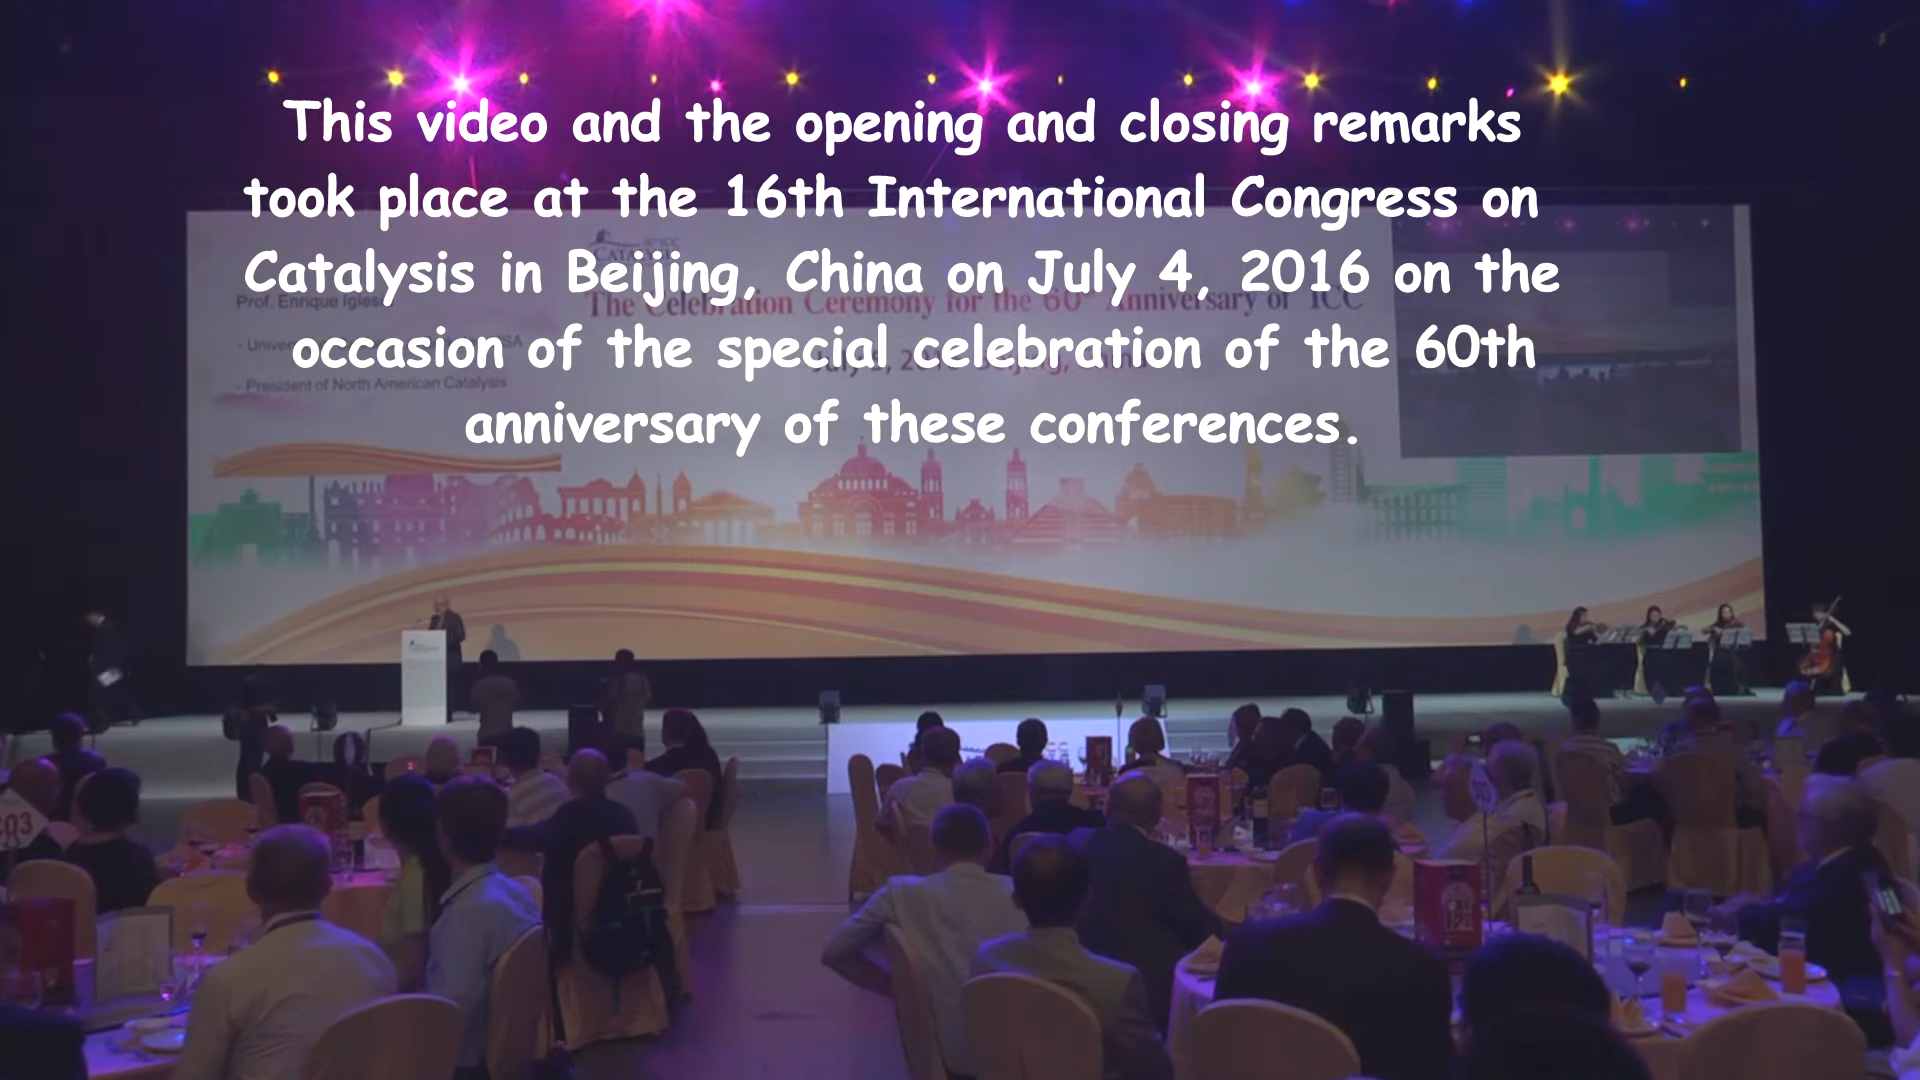 This video and the opening and closing remarks
took place at the 16th International Congress on
Catalysis in Beijing, China on July 4, 2016 on the
occasion of the special celebration of the 60th
anniversary of these conferences.
Prof. Enrique
The Celebration Ceremony for the 60th Anniversary of ICC
- President of North American Catalysis